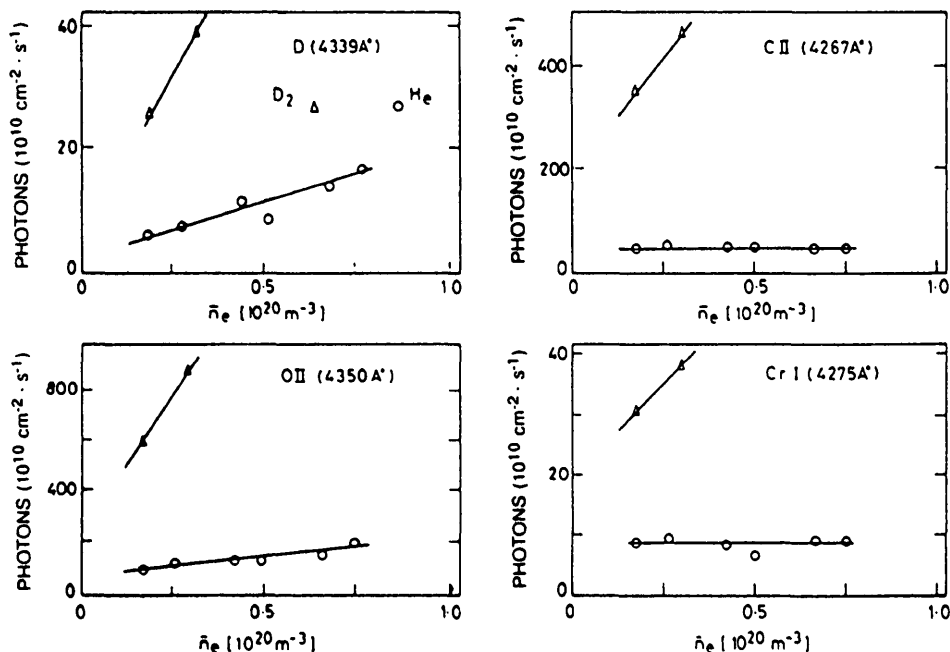 PHOTONS (10^10 cm^-2 · s^-1)
40
20
0
D (4339A°)
D2 △ ○ He
0 0·5 1·0
n̄e [10^20 m^-3]
PHOTONS (10^10 cm^-2 · s^-1)
400
200
0
C II (4267A°)
0 0·5 1·0
n̄e [10^20 m^-3]
PHOTONS (10^10 cm^-2 · s^-1)
800
400
0
OII (4350A°)
0 0·5 1·0
n̄e [10^20 m^-3]
PHOTONS (10^10 cm^-2 · s^-1)
40
20
0
Cr I (4275A°)
0 0·5 1·0
n̄e [10^20 m^-3]